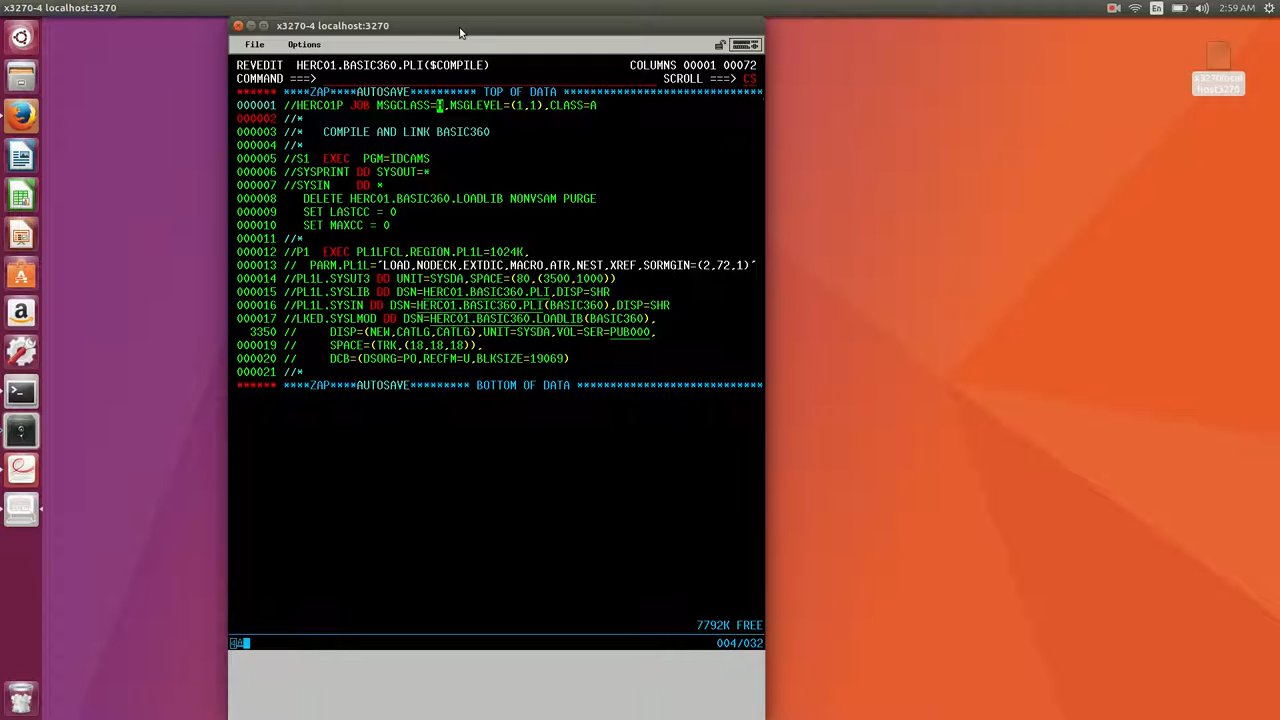 x3270-4 localhost:3270
En
2:59 AM
x3270-4 localhost:3270
File Options
REVEDIT HERC01.BASIC360.PLI($COMPILE) COLUMNS 00001 00072
COMMAND ===> SCROLL ===> CS
****** ****ZAP****AUTOSAVE********* TOP OF DATA ****************************
000001 //HERC01P JOB MSGCLASS=H,MSGLEVEL=(1,1),CLASS=A
000002 //*
000003 //* COMPILE AND LINK BASIC360
000004 //*
000005 //S1 EXEC PGM=IDCAMS
000006 //SYSPRINT DD SYSOUT=*
000007 //SYSIN DD *
000008 DELETE HERC01.BASIC360.LOADLIB NONVSAM PURGE
000009 SET LASTCC = 0
000010 SET MAXCC = 0
000011 //*
000012 //P1 EXEC PL1LFCL,REGION.PL1L=1024K,
000013 // PARM.PL1L='LOAD,NODECK,EXTDIC,MACRO,ATR,NEST,XREF,SORMGIN=(2,72,1)'
000014 //PL1L.SYSUT3 DD UNIT=SYSDA,SPACE=(80,(3500,1000))
000015 //PL1L.SYSLIB DD DSN=HERC01.BASIC360.PLI,DISP=SHR
000016 //PL1L.SYSIN DD DSN=HERC01.BASIC360.PLI(BASIC360),DISP=SHR
000017 //LKED.SYSLMOD DD DSN=HERC01.BASIC360.LOADLIB(BASIC360),
3350 // DISP=(NEW,CATLG,CATLG),UNIT=SYSDA,VOL=SER=PUB000,
000019 // SPACE=(TRK,(18,18,18)),
000020 // DCB=(DSORG=PO,RECFM=U,BLKSIZE=19069)
000021 //*
****** ****ZAP****AUTOSAVE********* BOTTOM OF DATA ****************************
7792K FREE
4A 004/032
x3270local
host3270